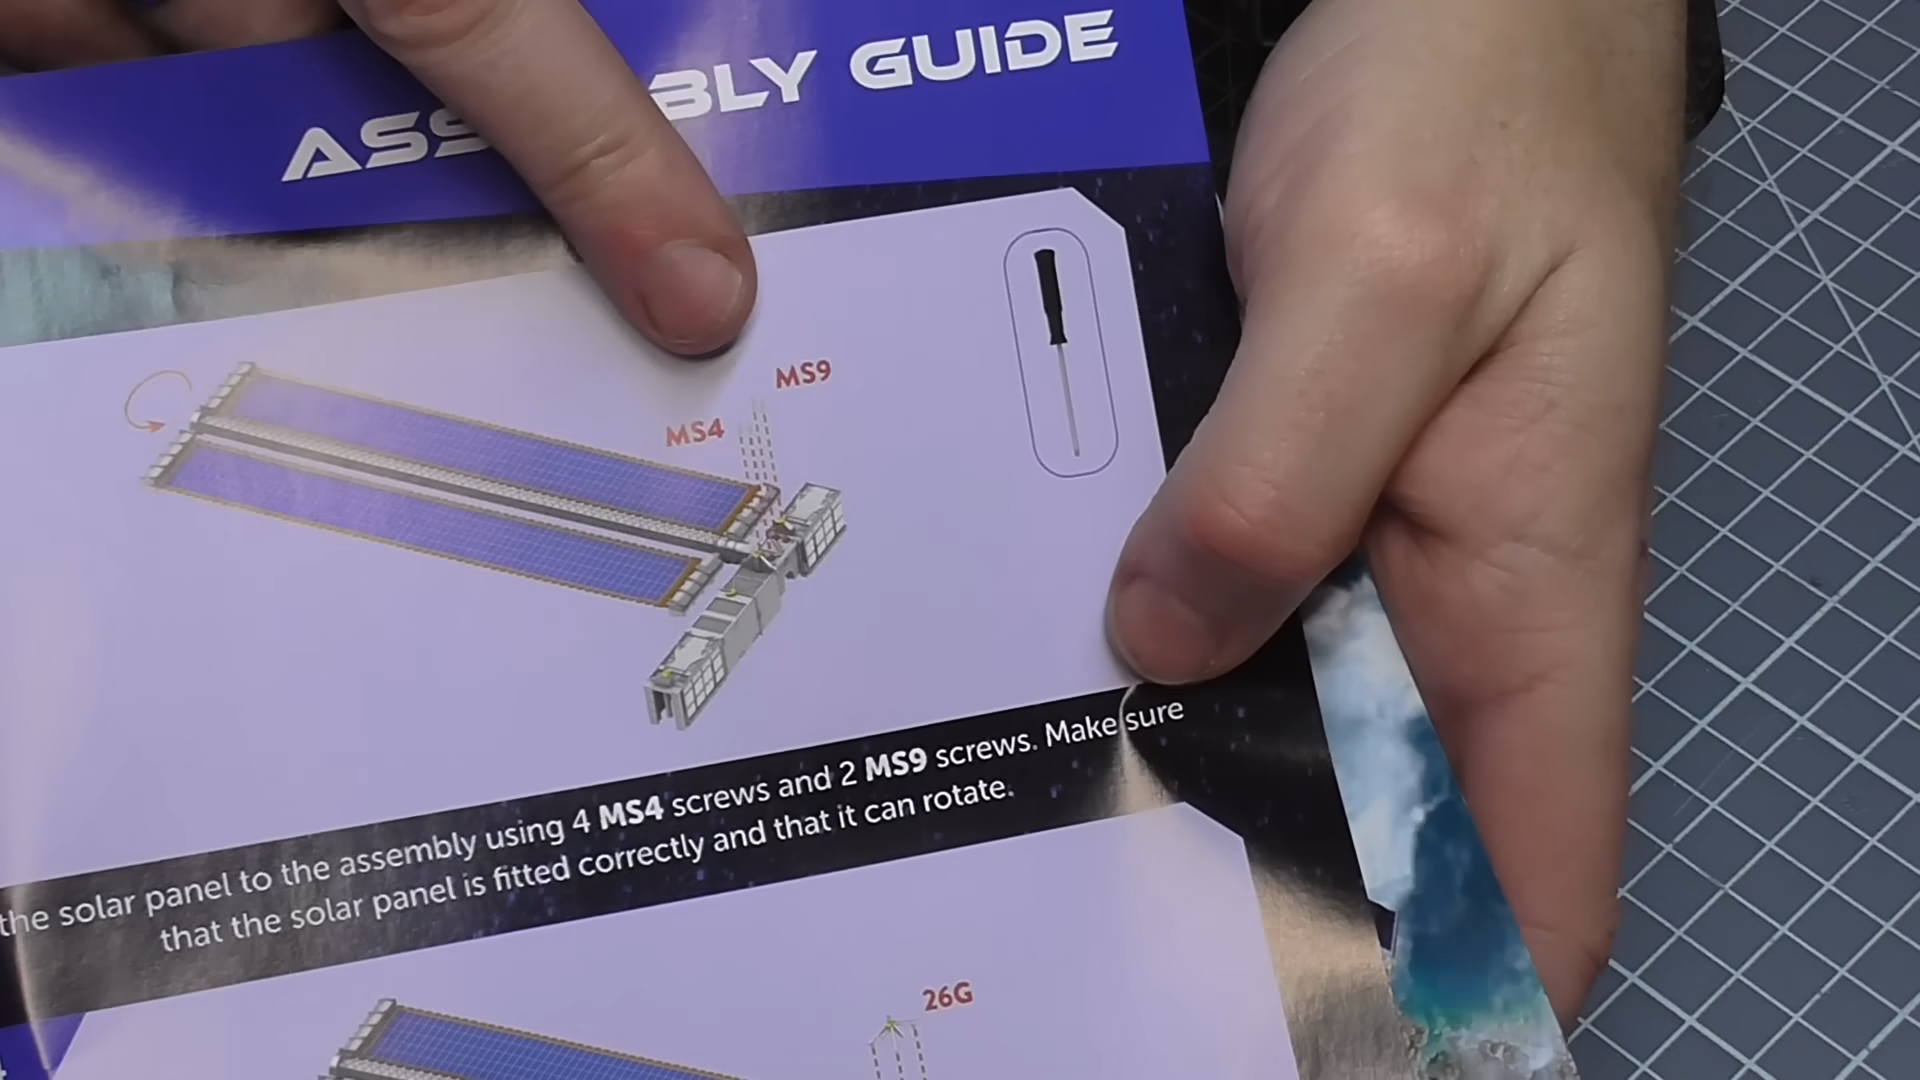 ASS BLY GUIDE
MS9
MS4
the solar panel to the assembly using 4 MS4 screws and 2 MS9 screws. Make sure
that the solar panel is fitted correctly and that it can rotate.
26G